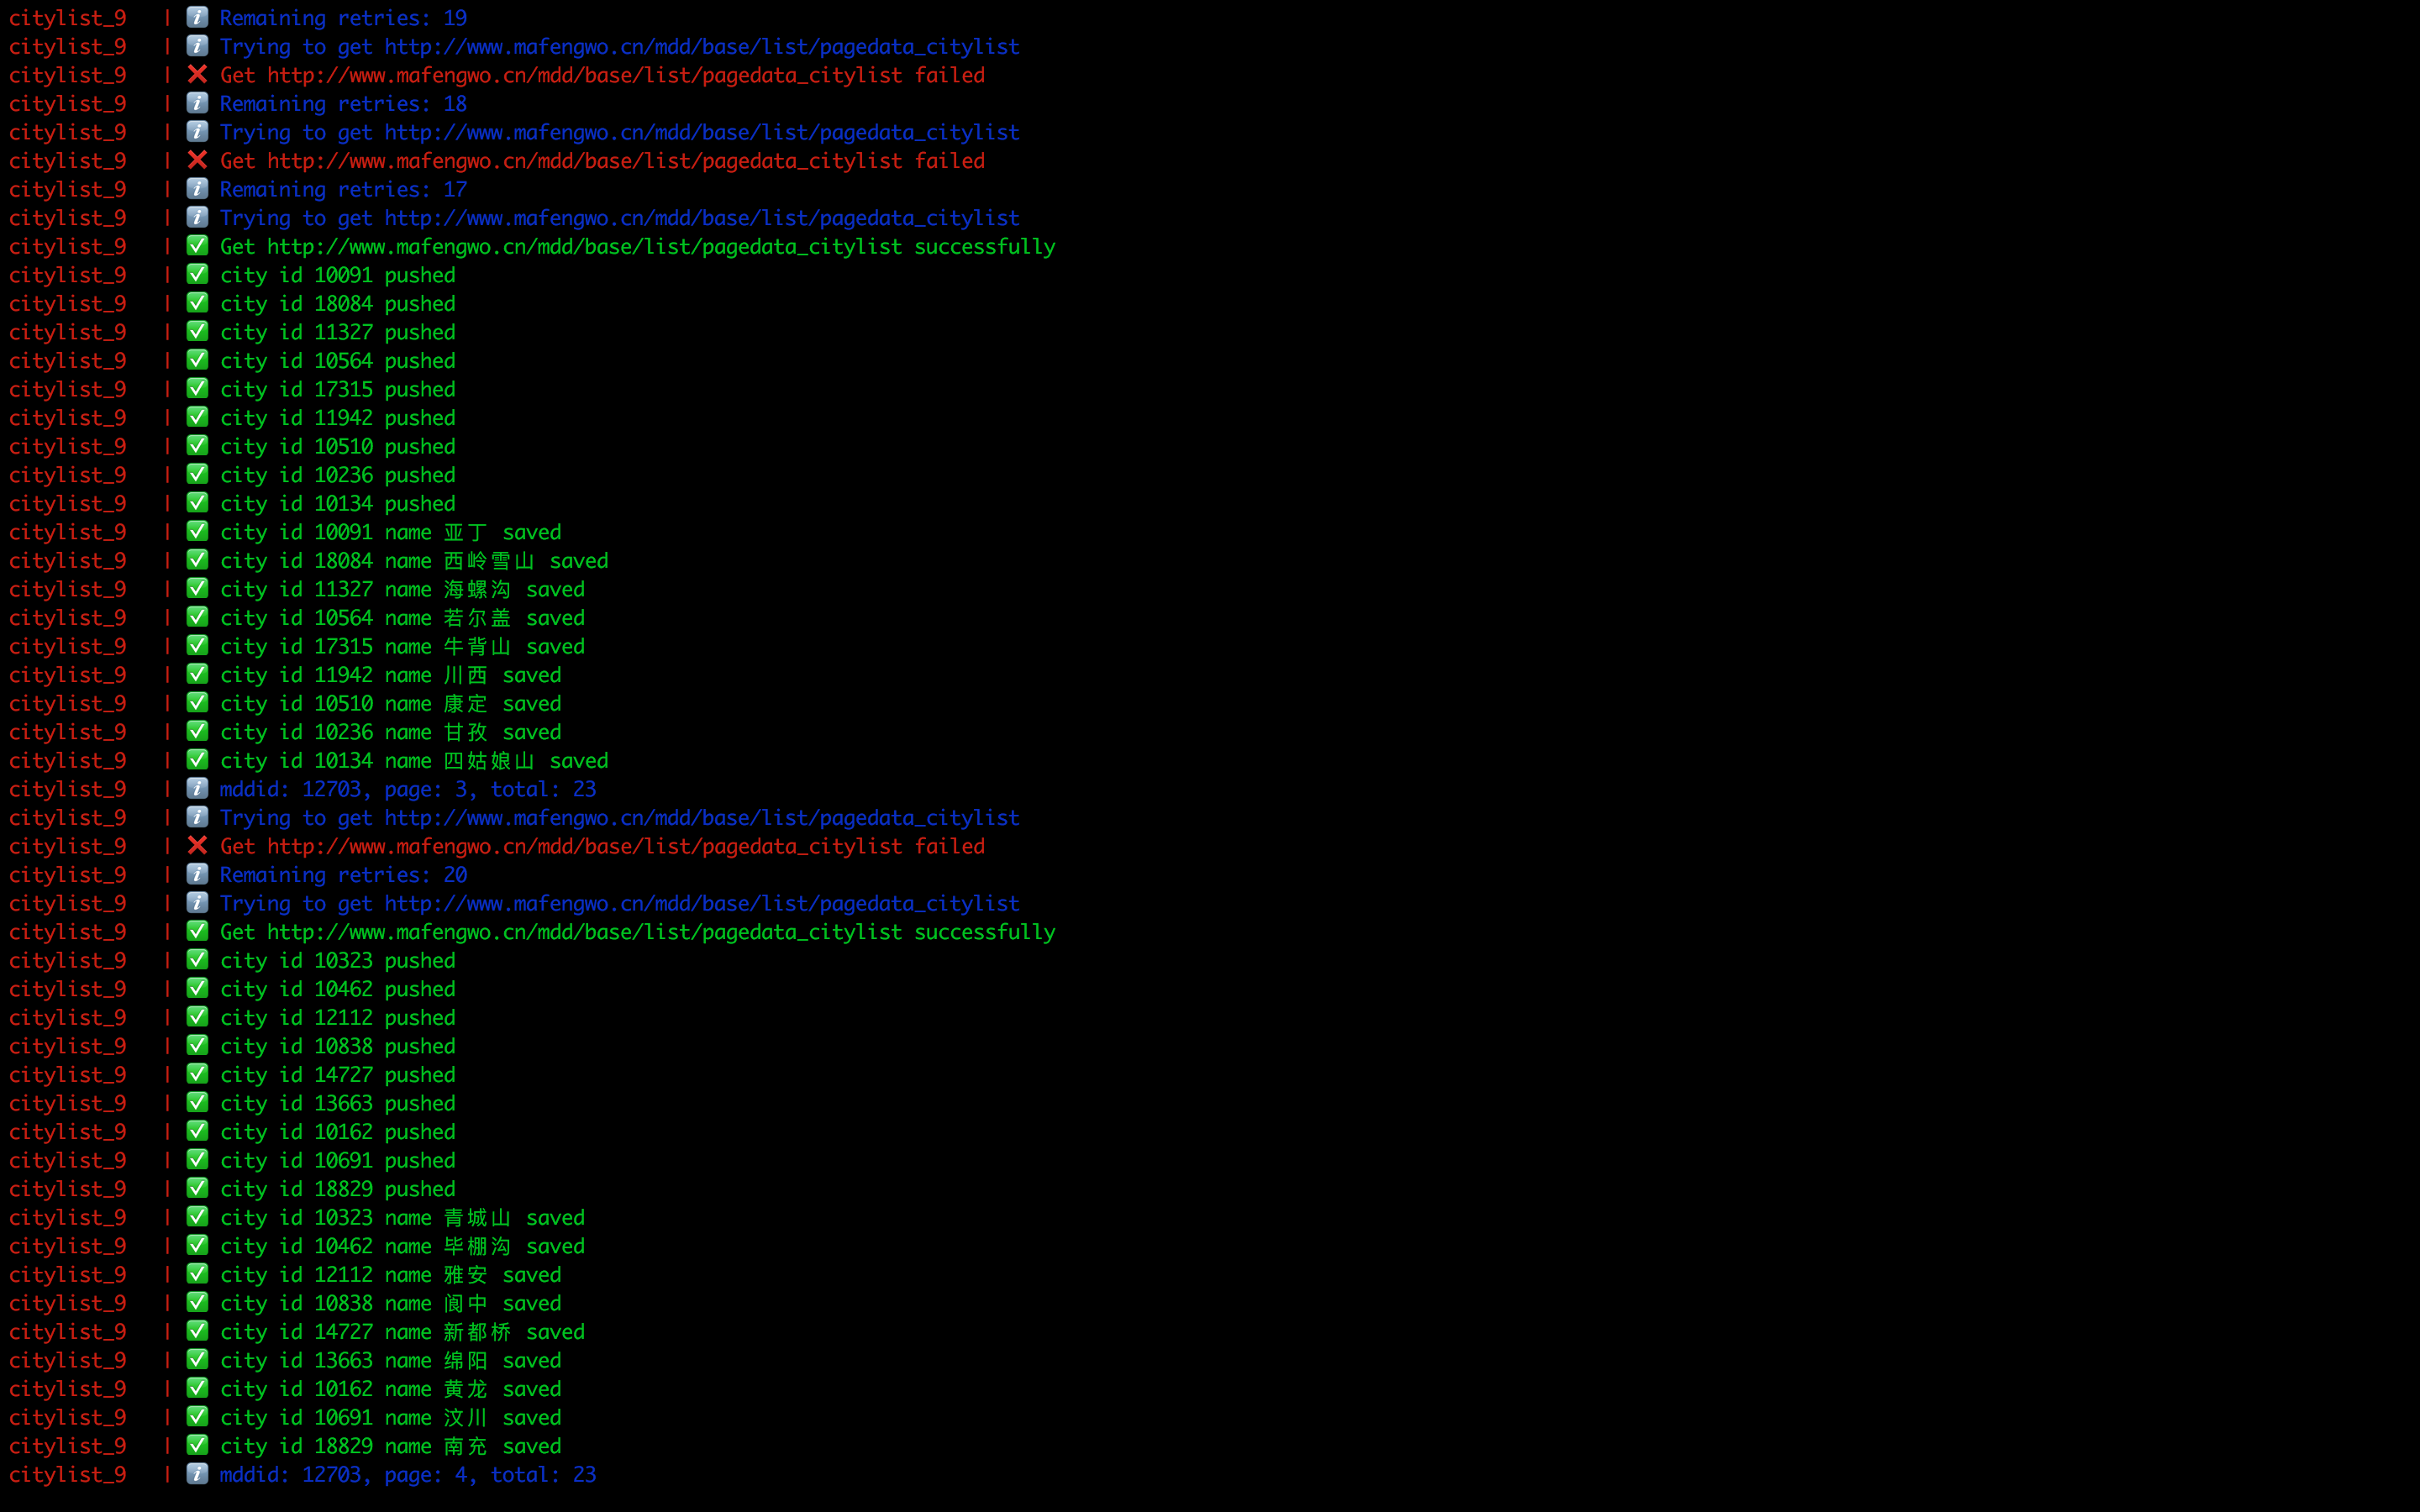 citylist_9 | ℹ️ Remaining retries: 19
citylist_9 | ℹ️ Trying to get http://www.mafengwo.cn/mdd/base/list/pagedata_citylist
citylist_9 | ❌ Get http://www.mafengwo.cn/mdd/base/list/pagedata_citylist failed
citylist_9 | ℹ️ Remaining retries: 18
citylist_9 | ℹ️ Trying to get http://www.mafengwo.cn/mdd/base/list/pagedata_citylist
citylist_9 | ❌ Get http://www.mafengwo.cn/mdd/base/list/pagedata_citylist failed
citylist_9 | ℹ️ Remaining retries: 17
citylist_9 | ℹ️ Trying to get http://www.mafengwo.cn/mdd/base/list/pagedata_citylist
citylist_9 | ✅ Get http://www.mafengwo.cn/mdd/base/list/pagedata_citylist successfully
citylist_9 | ✅ city id 10091 pushed
citylist_9 | ✅ city id 18084 pushed
citylist_9 | ✅ city id 11327 pushed
citylist_9 | ✅ city id 10564 pushed
citylist_9 | ✅ city id 17315 pushed
citylist_9 | ✅ city id 11942 pushed
citylist_9 | ✅ city id 10510 pushed
citylist_9 | ✅ city id 10236 pushed
citylist_9 | ✅ city id 10134 pushed
citylist_9 | ✅ city id 10091 name 亚丁 saved
citylist_9 | ✅ city id 18084 name 西岭雪山 saved
citylist_9 | ✅ city id 11327 name 海螺沟 saved
citylist_9 | ✅ city id 10564 name 若尔盖 saved
citylist_9 | ✅ city id 17315 name 牛背山 saved
citylist_9 | ✅ city id 11942 name 川西 saved
citylist_9 | ✅ city id 10510 name 康定 saved
citylist_9 | ✅ city id 10236 name 甘孜 saved
citylist_9 | ✅ city id 10134 name 四姑娘山 saved
citylist_9 | ℹ️ mddid: 12703, page: 3, total: 23
citylist_9 | ℹ️ Trying to get http://www.mafengwo.cn/mdd/base/list/pagedata_citylist
citylist_9 | ❌ Get http://www.mafengwo.cn/mdd/base/list/pagedata_citylist failed
citylist_9 | ℹ️ Remaining retries: 20
citylist_9 | ℹ️ Trying to get http://www.mafengwo.cn/mdd/base/list/pagedata_citylist
citylist_9 | ✅ Get http://www.mafengwo.cn/mdd/base/list/pagedata_citylist successfully
citylist_9 | ✅ city id 10323 pushed
citylist_9 | ✅ city id 10462 pushed
citylist_9 | ✅ city id 12112 pushed
citylist_9 | ✅ city id 10838 pushed
citylist_9 | ✅ city id 14727 pushed
citylist_9 | ✅ city id 13663 pushed
citylist_9 | ✅ city id 10162 pushed
citylist_9 | ✅ city id 10691 pushed
citylist_9 | ✅ city id 18829 pushed
citylist_9 | ✅ city id 10323 name 青城山 saved
citylist_9 | ✅ city id 10462 name 毕棚沟 saved
citylist_9 | ✅ city id 12112 name 雅安 saved
citylist_9 | ✅ city id 10838 name 阆中 saved
citylist_9 | ✅ city id 14727 name 新都桥 saved
citylist_9 | ✅ city id 13663 name 绵阳 saved
citylist_9 | ✅ city id 10162 name 黄龙 saved
citylist_9 | ✅ city id 10691 name 汶川 saved
citylist_9 | ✅ city id 18829 name 南充 saved
citylist_9 | ℹ️ mddid: 12703, page: 4, total: 23